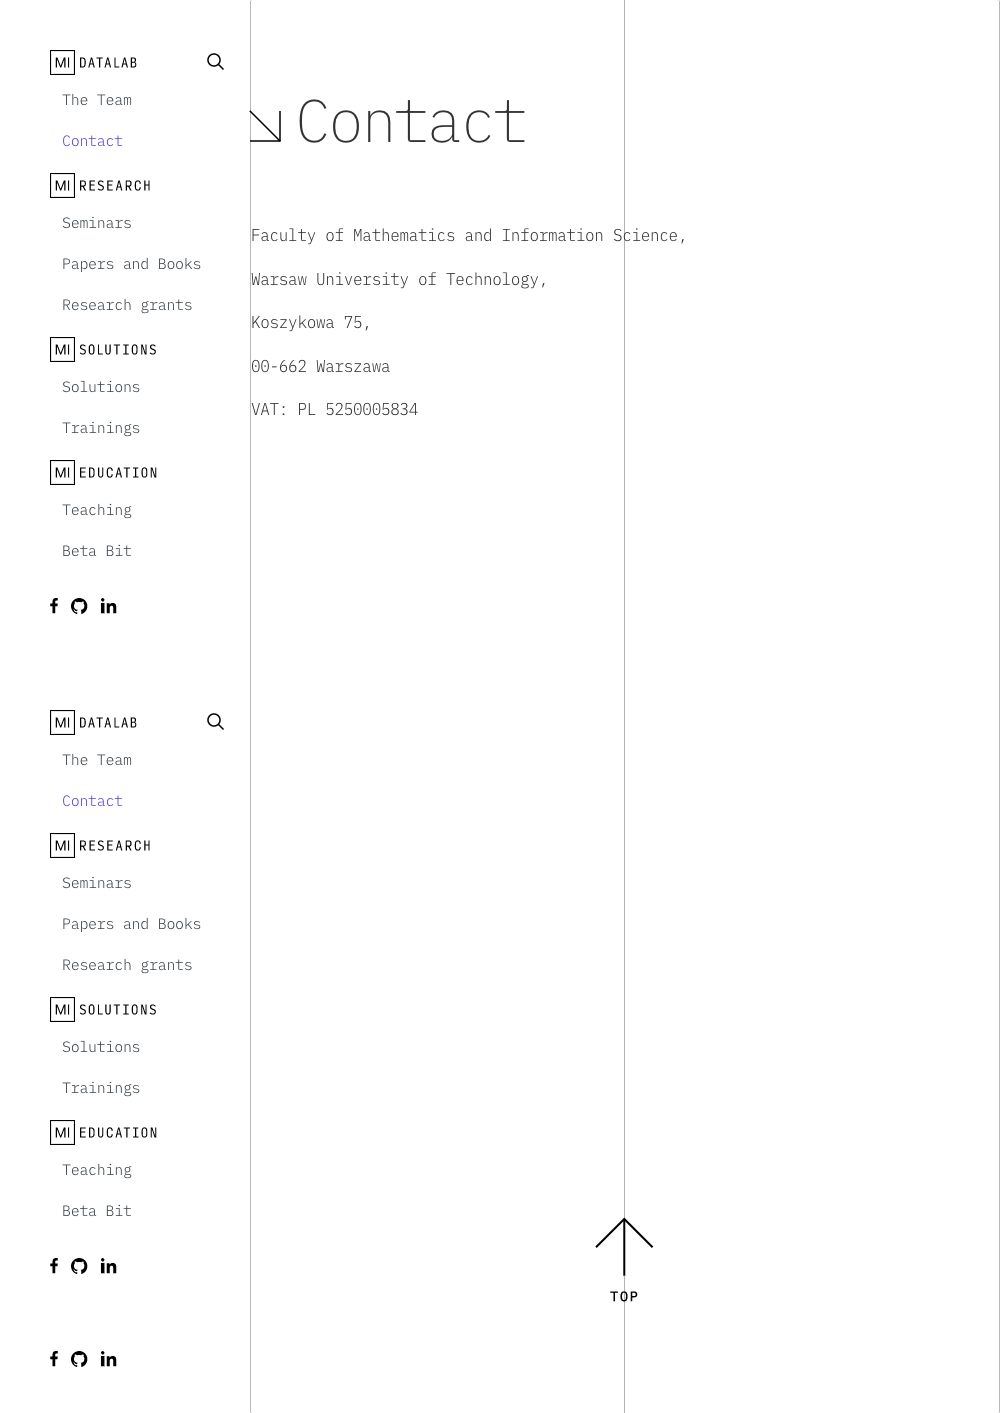 MI DATALAB
The Team
Contact
MI RESEARCH
Seminars
Papers and Books
Research grants
MI SOLUTIONS
Solutions
Trainings
MI EDUCATION
Teaching
Beta Bit
f in
Contact
Faculty of Mathematics and Information Science,
Warsaw University of Technology,
Koszykowa 75,
00-662 Warszawa
VAT: PL 5250005834
MI DATALAB
The Team
Contact
MI RESEARCH
Seminars
Papers and Books
Research grants
MI SOLUTIONS
Solutions
Trainings
MI EDUCATION
Teaching
Beta Bit
f in
TOP
f in